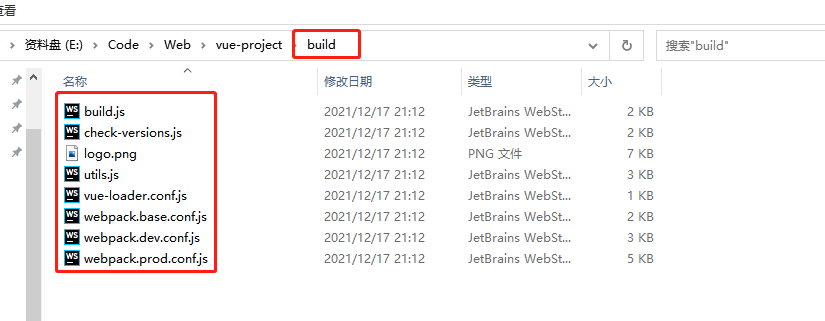 查看
资料盘 (E:) Code Web vue-project build 搜索"build"
名称 修改日期 类型 大小
build.js 2021/12/17 21:12 JetBrains WebSt... 2 KB
check-versions.js 2021/12/17 21:12 JetBrains WebSt... 2 KB
logo.png 2021/12/17 21:12 PNG 文件 7 KB
utils.js 2021/12/17 21:12 JetBrains WebSt... 3 KB
vue-loader.conf.js 2021/12/17 21:12 JetBrains WebSt... 1 KB
webpack.base.conf.js 2021/12/17 21:12 JetBrains WebSt... 2 KB
webpack.dev.conf.js 2021/12/17 21:12 JetBrains WebSt... 3 KB
webpack.prod.conf.js 2021/12/17 21:12 JetBrains WebSt... 5 KB